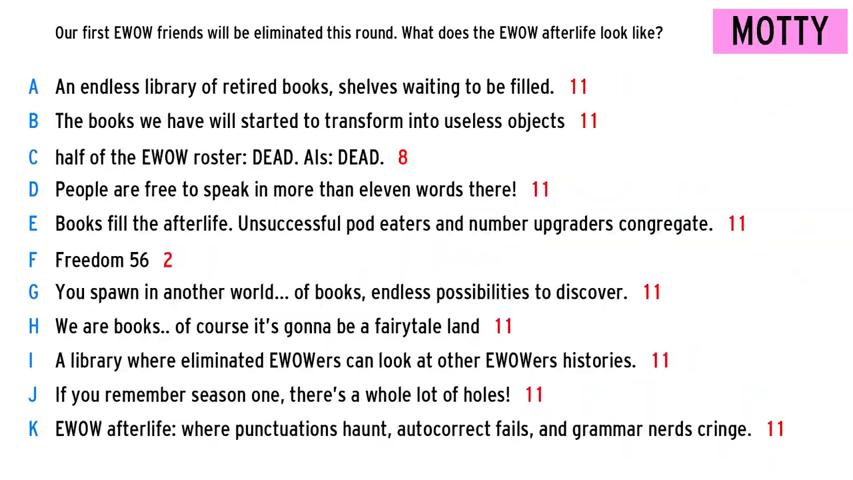 Our first EWOW friends will be eliminated this round. What does the EWOW afterlife look like?
MOTTY
A An endless library of retired books, shelves waiting to be filled. 11
B The books we have will started to transform into useless objects 11
C half of the EWOW roster: DEAD. AIs: DEAD. 8
D People are free to speak in more than eleven words there! 11
E Books fill the afterlife. Unsuccessful pod eaters and number upgraders congregate. 11
F Freedom 56 2
G You spawn in another world... of books, endless possibilities to discover. 11
H We are books.. of course it's gonna be a fairytale land 11
I A library where eliminated EWOWers can look at other EWOWers histories. 11
J If you remember season one, there's a whole lot of holes! 11
K EWOW afterlife: where punctuations haunt, autocorrect fails, and grammar nerds cringe. 11